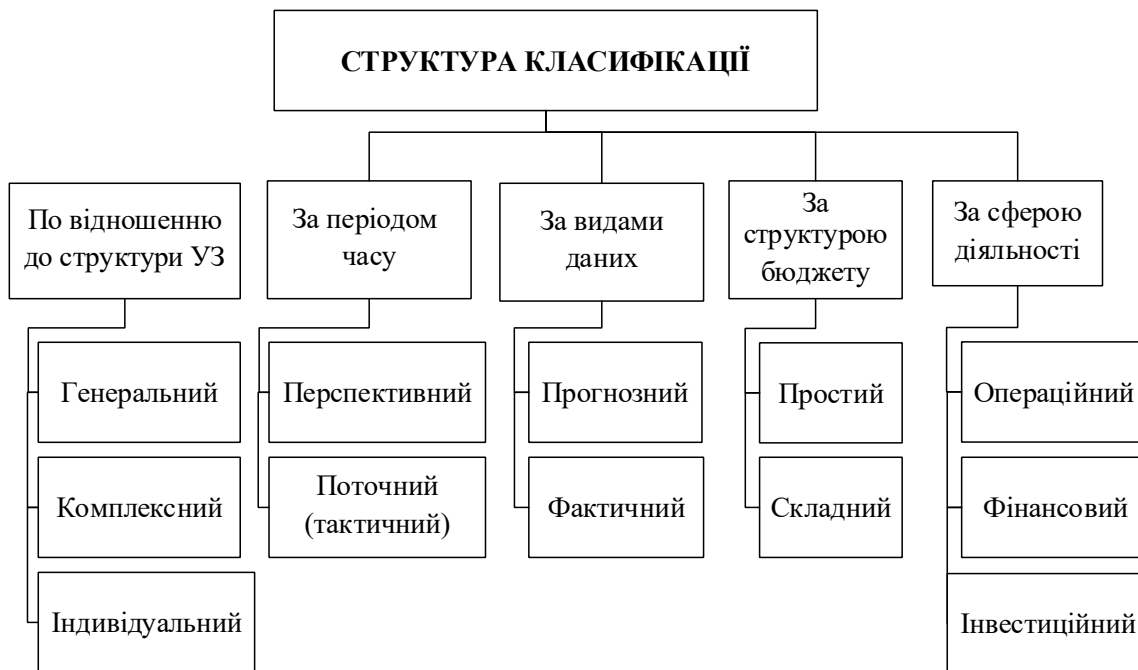 СТРУКТУРА КЛАСИФІКАЦІЇ
По відношенню
до структури УЗ
За періодом
часу
За видами
даних
За
структурою
бюджету
За сферою
діяльності
Генеральний
Перспективний
Прогнозний
Простий
Операційний
Комплексний
Поточний
(тактичний)
Фактичний
Складний
Фінансовий
Індивідуальний
Інвестиційний